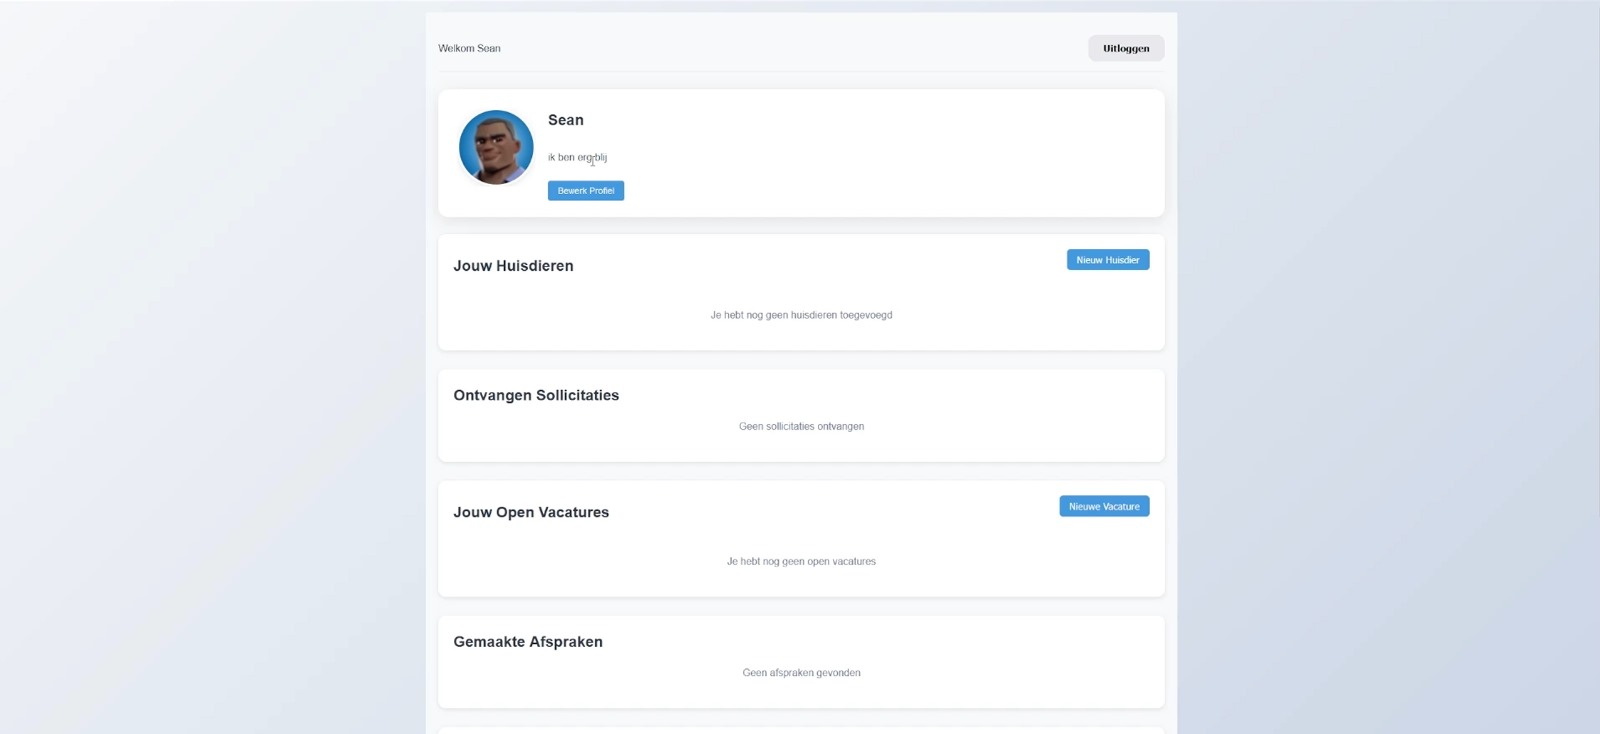 Welkom Sean
Uitloggen
Sean
ik ben erg blij
Bewerk Profiel
Jouw Huisdieren
Nieuw Huisdier
Je hebt nog geen huisdieren toegevoegd
Ontvangen Sollicitaties
Geen sollicitaties ontvangen
Jouw Open Vacatures
Nieuwe Vacature
Je hebt nog geen open vacatures
Gemaakte Afspraken
Geen afspraken gevonden